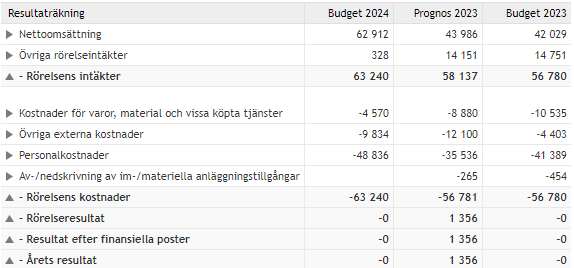 Resultaträkning Budget 2024 Prognos 2023 Budget 2023
Nettoomsättning 62 912 43 986 42 029
Övriga rörelseintäkter 328 14 151 14 751
- Rörelsens intäkter 63 240 58 137 56 780
Kostnader för varor, material och vissa köpta tjänster -4 570 -8 880 -10 535
Övriga externa kostnader -9 834 -12 100 -4 403
Personalkostnader -48 836 -35 536 -41 389
Av-/nedskrivning av im-/materiella anläggningstillgångar -265 -454
- Rörelsens kostnader -63 240 -56 781 -56 780
- Rörelseresultat -0 1 356 -0
- Resultat efter finansiella poster -0 1 356 -0
- Årets resultat -0 1 356 -0